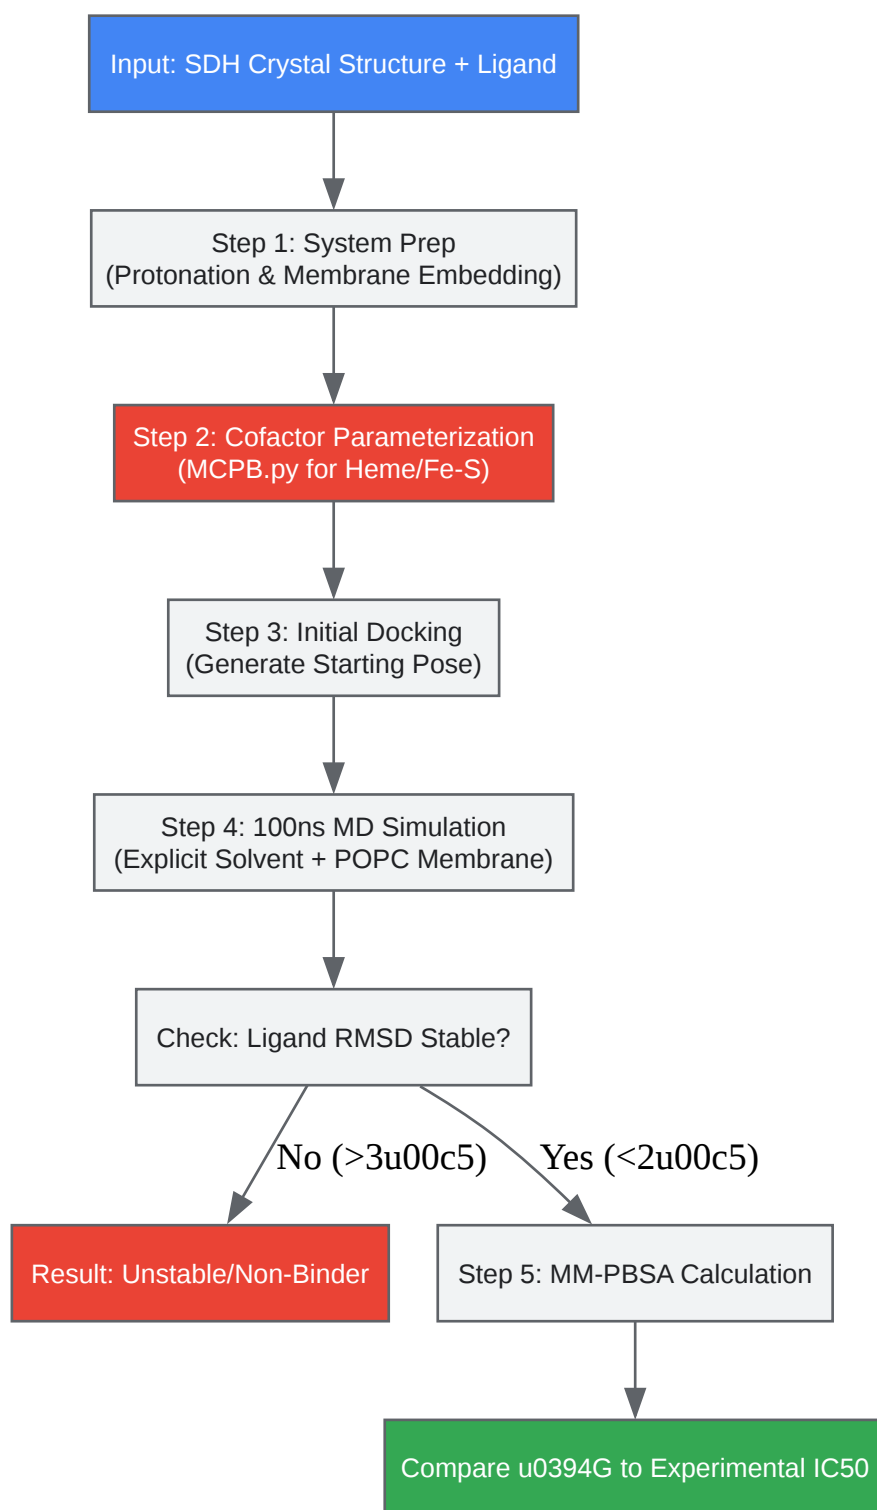 Input: SDH Crystal Structure + Ligand
Step 1: System Prep
(Protonation & Membrane Embedding)
Step 2: Cofactor Parameterization
(MCPB.py for Heme/Fe-S)
Step 3: Initial Docking
(Generate Starting Pose)
Step 4: 100ns MD Simulation
(Explicit Solvent + POPC Membrane)
Check: Ligand RMSD Stable?
No (>3u00c5)
Yes (<2u00c5)
Result: Unstable/Non-Binder
Step 5: MM-PBSA Calculation
Compare u0394G to Experimental IC50